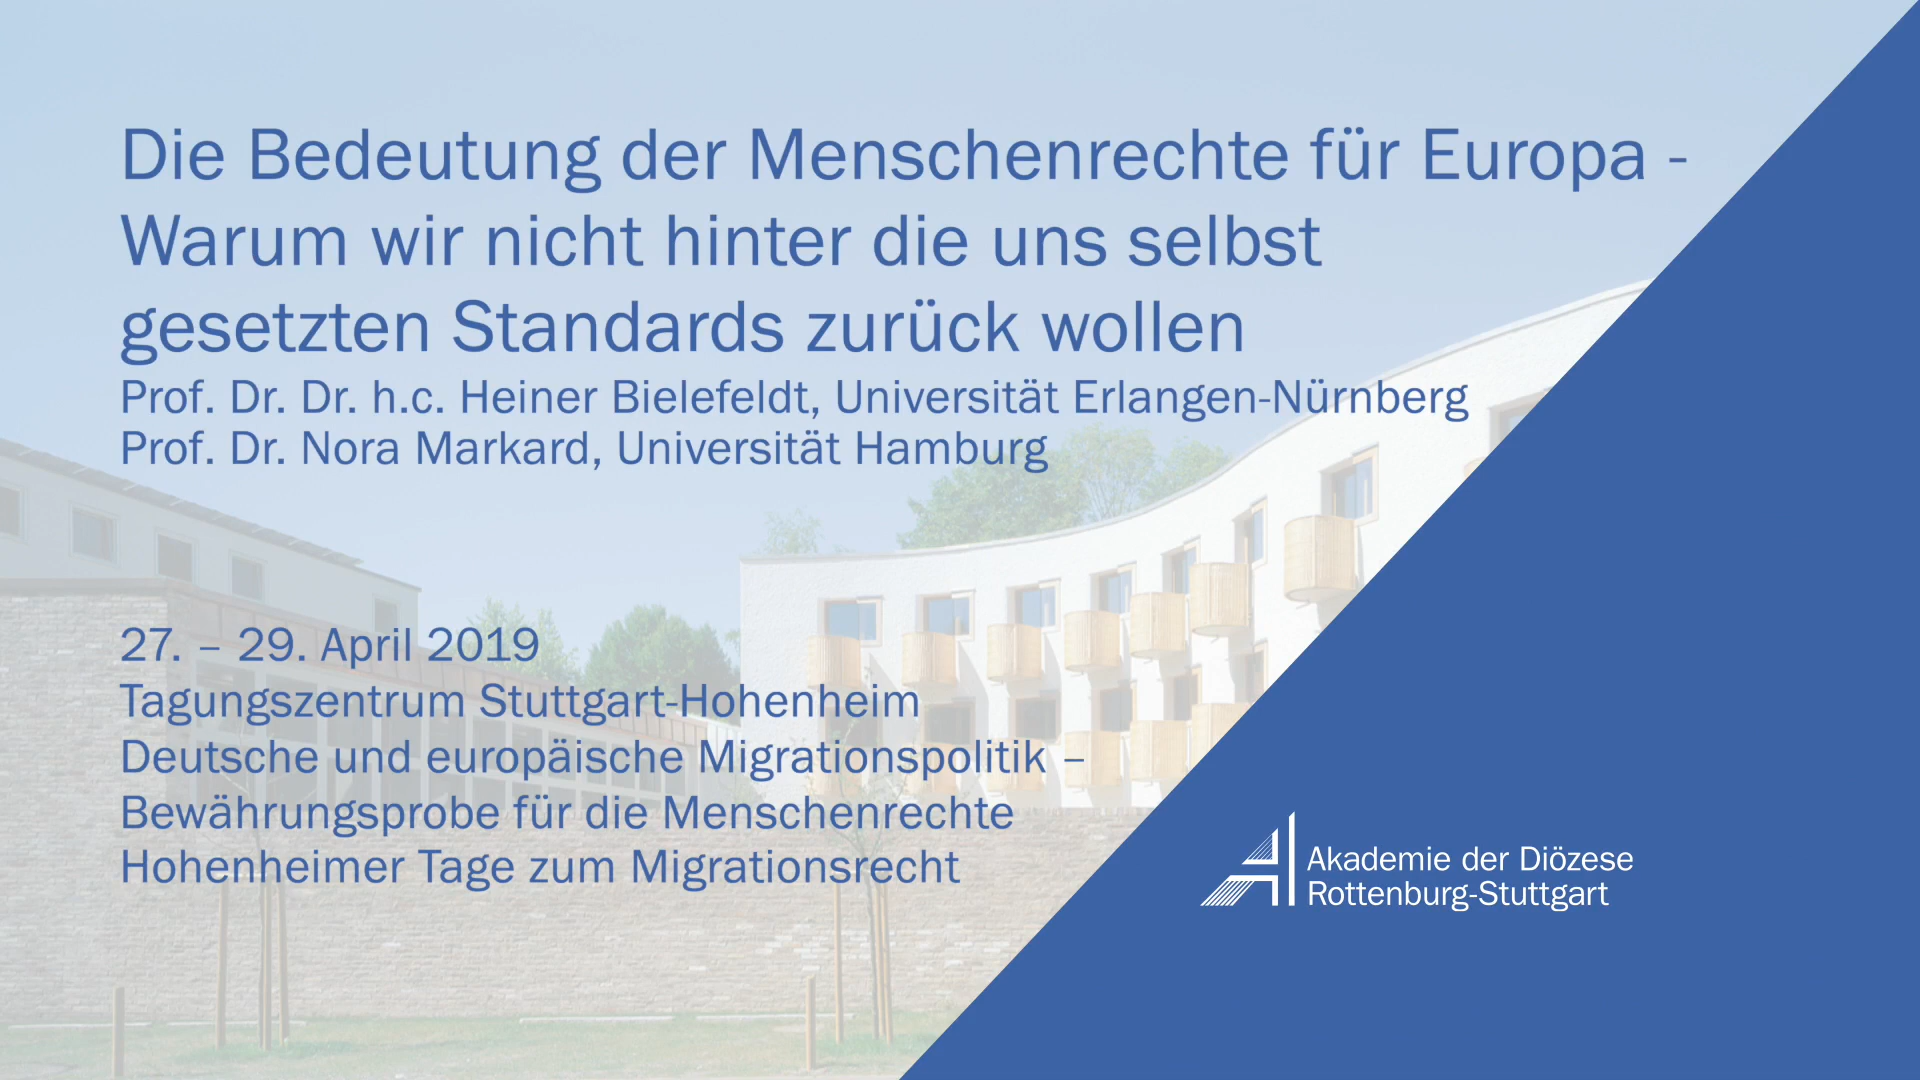 Die Bedeutung der Menschenrechte für Europa -
Warum wir nicht hinter die uns selbst
gesetzten Standards zurück wollen
Prof. Dr. Dr. h.c. Heiner Bielefeldt, Universität Erlangen-Nürnberg
Prof. Dr. Nora Markard, Universität Hamburg
27. – 29. April 2019
Tagungszentrum Stuttgart-Hohenheim
Deutsche und europäische Migrationspolitik –
Bewährungsprobe für die Menschenrechte
Hohenheimer Tage zum Migrationsrecht
Akademie der Diözese
Rottenburg-Stuttgart